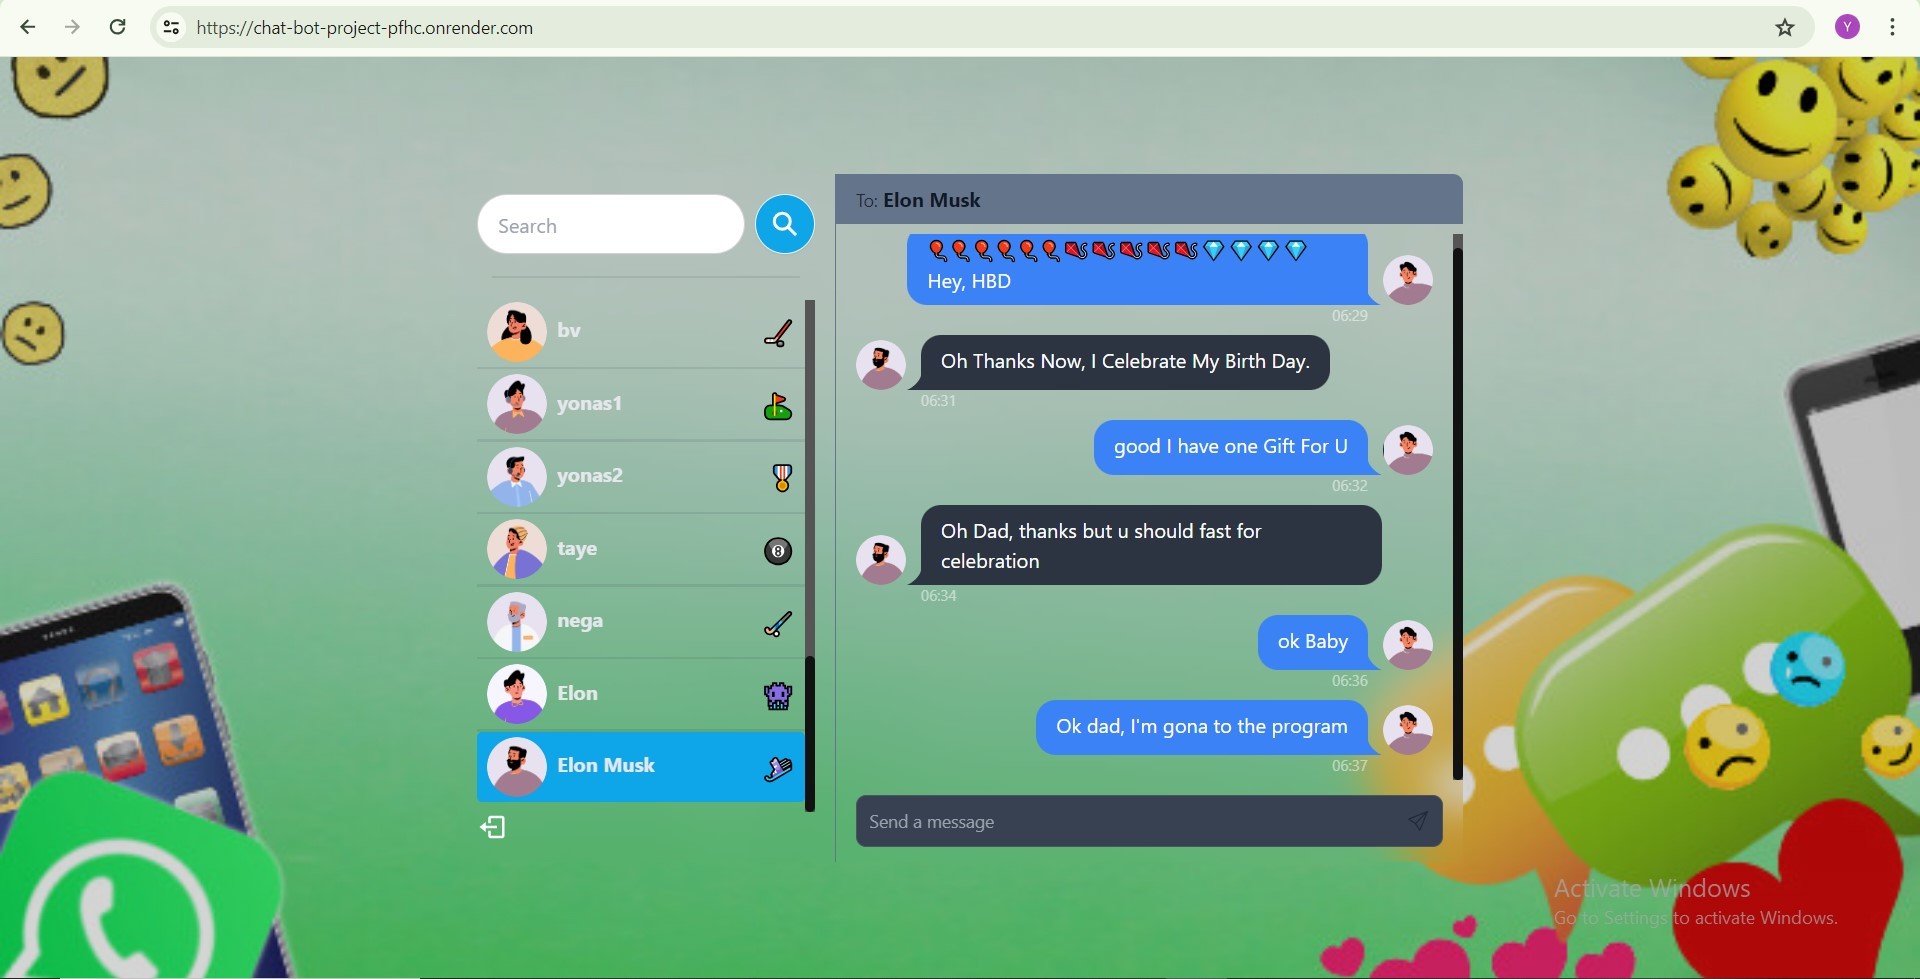 https://chat-bot-project-pfhc.onrender.com
Y
Search
bv
yonas1
yonas2
taye
8
nega
Elon
Elon Musk
To: Elon Musk
🎈🎈🎈🎈🎈🎈🪁🪁🪁🪁🪁💎💎💎💎
Hey, HBD
06:29
Oh Thanks Now, I Celebrate My Birth Day.
06:31
good I have one Gift For U
06:32
Oh Dad, thanks but u should fast for
celebration
06:34
ok Baby
06:36
Ok dad, I'm gona to the program
06:37
Send a message
Activate Windows
Go to Settings to activate Windows.